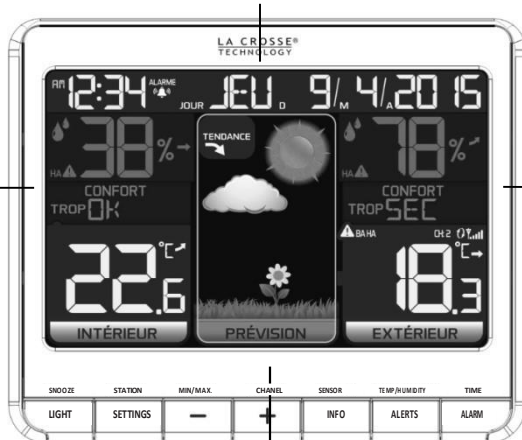 LA CROSSE®
TECHNOLOGY
AM 12:34 ALARME JOUR JEU D 9/M 4/A 2015
38 % HA
TENDANCE
78 % HA
CONFORT
TROP OK
CONFORT
TROP SEC
BA HA CH:2
22.6 °C
18.3 °C
INTÉRIEUR PRÉVISION EXTÉRIEUR
SNOOZE STATION MIN/MAX. CHANEL SENSOR TEMP/HUMIDITY TIME
LIGHT SETTINGS − + INFO ALERTS ALARM